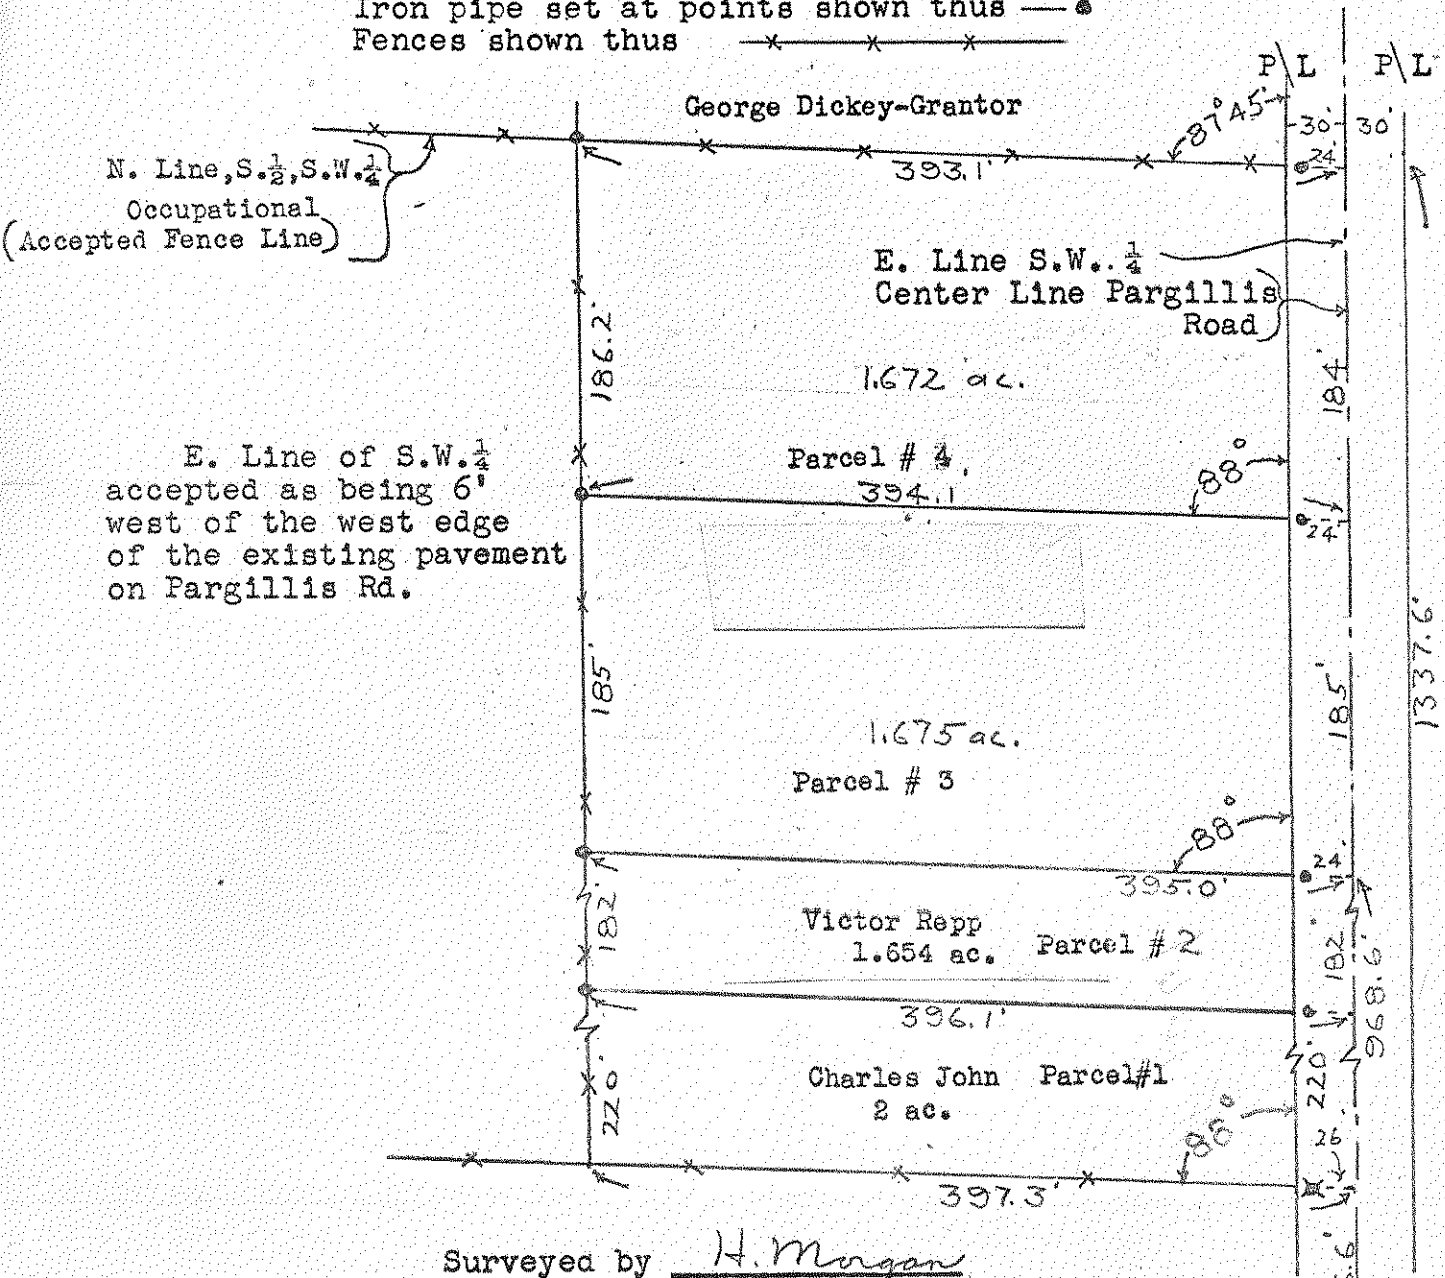 Iron pipe set at points shown thus
Fences shown thus
P\L P\L
George Dickey-Grantor
87°45'
30' 30'
393.1'
24'
N. Line,S.½,S.W.¼
Occupational
(Accepted Fence Line)
E. Line S.W.. ¼
Center Line Pargillis
Road
186.2'
1.672 ac.
184'
E. Line of S.W.¼
accepted as being 6'
west of the west edge
of the existing pavement
on Pargillis Rd.
Parcel # 4
394.1'
88°
24'
1337.6'
185'
185'
1.675 ac.
Parcel # 3
88°
395.0'
24'
182'
Victor Repp
1.654 ac. Parcel # 2
182'
968.6'
396.1'
Charles John Parcel#1
2 ac.
220'
220'
88°
26
397.3'
Surveyed by H. Morgan